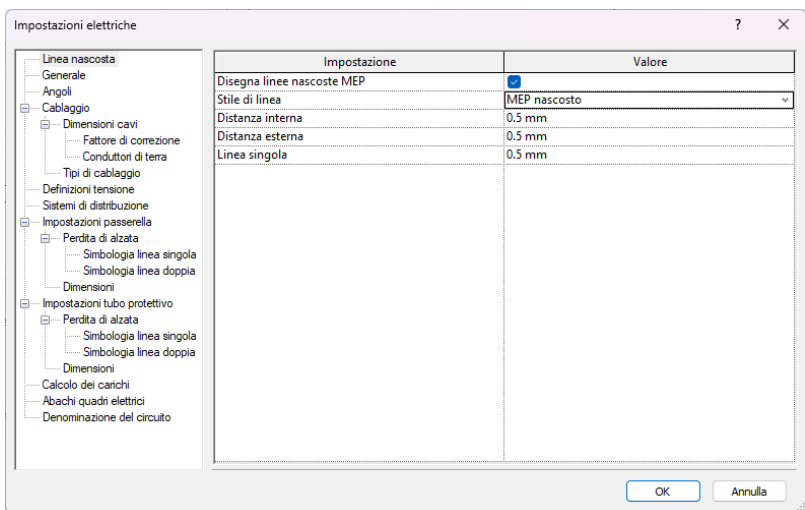 Impostazioni elettriche
?
Linea nascosta
Generale
Angoli
Cablaggio
Dimensioni cavi
Fattore di correzione
Conduttori di terra
Tipi di cablaggio
Definizioni tensione
Sistemi di distribuzione
Impostazioni passerella
Perdita di alzata
Simbologia linea singola
Simbologia linea doppia
Dimensioni
Impostazioni tubo protettivo
Perdita di alzata
Simbologia linea singola
Simbologia linea doppia
Dimensioni
Calcolo dei carichi
Abachi quadri elettrici
Denominazione del circuito
Impostazione Valore
Disegna linee nascoste MEP
Stile di linea MEP nascosto
Distanza interna 0.5 mm
Distanza esterna 0.5 mm
Linea singola 0.5 mm
OK Annulla